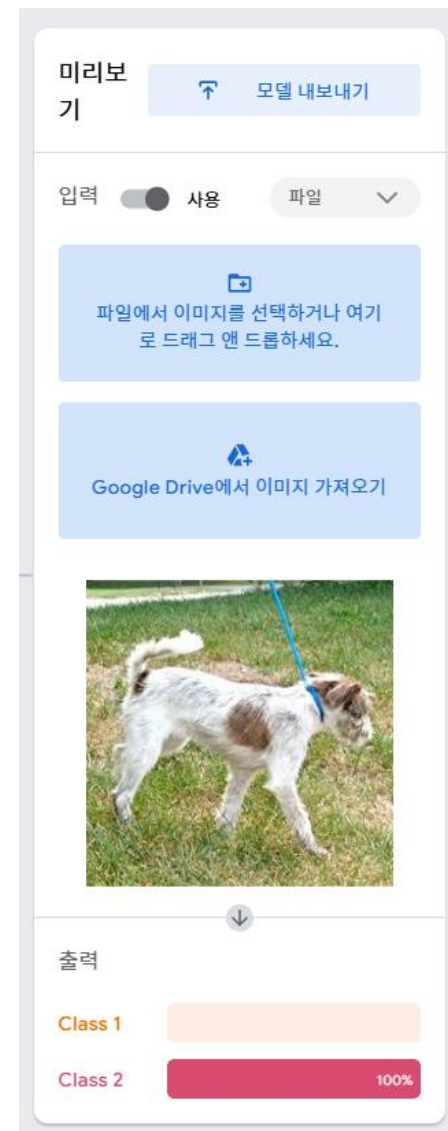 미리보
기
모델 내보내기
입력 사용 파일
파일에서 이미지를 선택하거나 여기
로 드래그 앤 드롭하세요.
Google Drive에서 이미지 가져오기
출력
Class 1
Class 2 100%